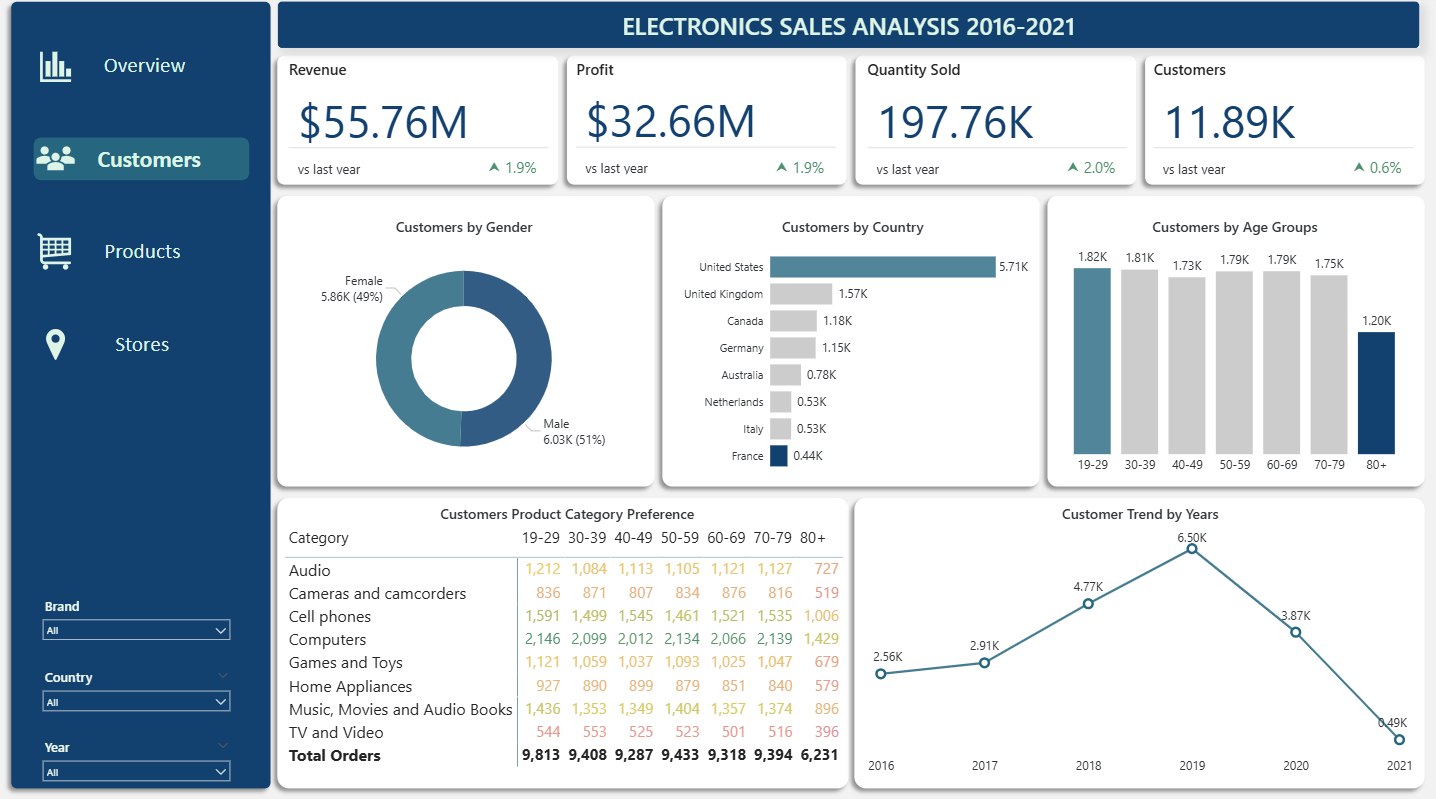 ELECTRONICS SALES ANALYSIS 2016-2021
Overview
Customers
Products
Stores
Brand
All
Country
All
Year
All
Revenue
$55.76M
vs last year 1.9%
Profit
$32.66M
vs last year 1.9%
Quantity Sold
197.76K
vs last year 2.0%
Customers
11.89K
vs last year 0.6%
Customers by Gender
Female
5.86K (49%)
Male
6.03K (51%)
Customers by Country
United States 5.71K
United Kingdom 1.57K
Canada 1.18K
Germany 1.15K
Australia 0.78K
Netherlands 0.53K
Italy 0.53K
France 0.44K
Customers by Age Groups
1.82K 1.81K 1.73K 1.79K 1.79K 1.75K 1.20K
19-29 30-39 40-49 50-59 60-69 70-79 80+
Customers Product Category Preference
Category 19-29 30-39 40-49 50-59 60-69 70-79 80+
Audio 1,212 1,084 1,113 1,105 1,121 1,127 727
Cameras and camcorders 836 871 807 834 876 816 519
Cell phones 1,591 1,499 1,545 1,461 1,521 1,535 1,006
Computers 2,146 2,099 2,012 2,134 2,066 2,139 1,429
Games and Toys 1,121 1,059 1,037 1,093 1,025 1,047 679
Home Appliances 927 890 899 879 851 840 579
Music, Movies and Audio Books 1,436 1,353 1,349 1,404 1,357 1,374 896
TV and Video 544 553 525 523 501 516 396
Total Orders 9,813 9,408 9,287 9,433 9,318 9,394 6,231
Customer Trend by Years
2.56K 2.91K 4.77K 6.50K 3.87K 0.49K
2016 2017 2018 2019 2020 2021